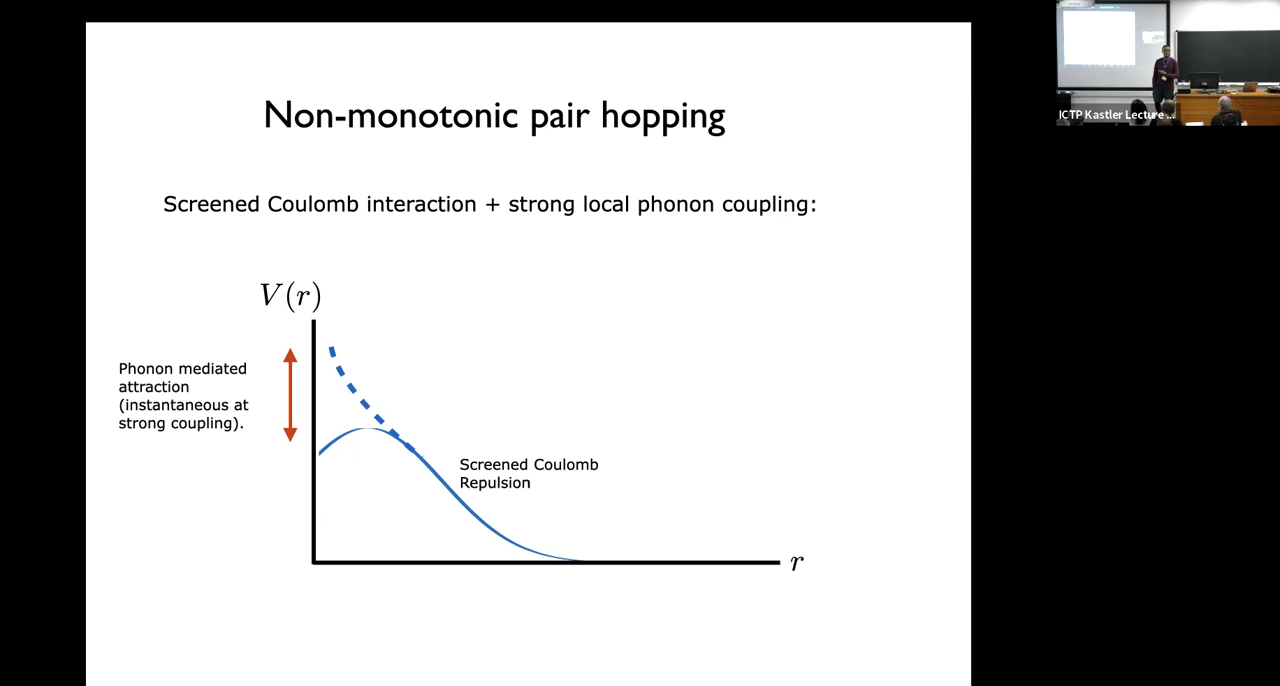 Non-monotonic pair hopping
Screened Coulomb interaction + strong local phonon coupling:
V(r)
Phonon mediated
attraction
(instantaneous at
strong coupling).
Screened Coulomb
Repulsion
r
ICTP Kastler Lecture ...